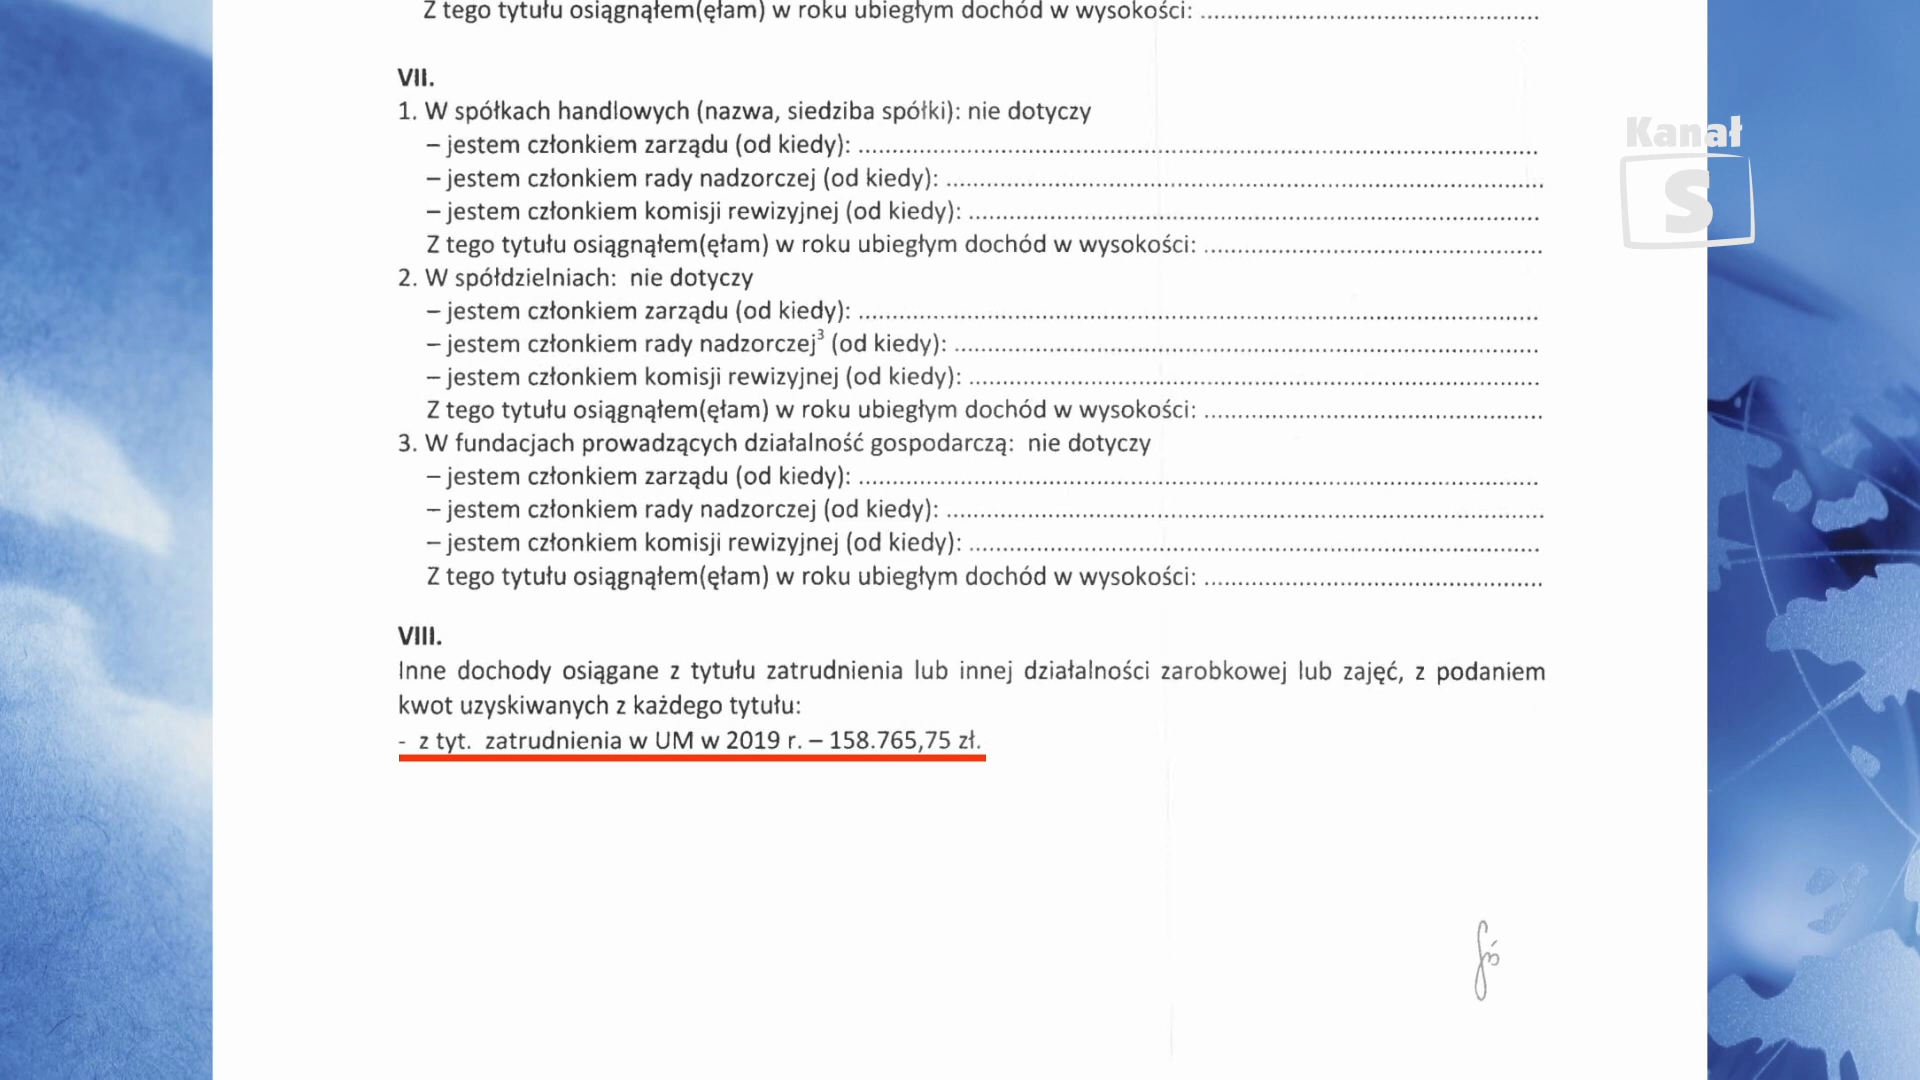 Z tego tytułu osiągnąłem(ęłam) w roku ubiegłym dochód w wysokości: ........................................
VII.
1. W spółkach handlowych (nazwa, siedziba spółki): nie dotyczy
– jestem członkiem zarządu (od kiedy): ........................................
– jestem członkiem rady nadzorczej (od kiedy): ........................................
– jestem członkiem komisji rewizyjnej (od kiedy): ........................................
Z tego tytułu osiągnąłem(ęłam) w roku ubiegłym dochód w wysokości: ........................................
2. W spółdzielniach: nie dotyczy
– jestem członkiem zarządu (od kiedy): ........................................
– jestem członkiem rady nadzorczej³ (od kiedy): ........................................
– jestem członkiem komisji rewizyjnej (od kiedy): ........................................
Z tego tytułu osiągnąłem(ęłam) w roku ubiegłym dochód w wysokości: ........................................
3. W fundacjach prowadzących działalność gospodarczą: nie dotyczy
– jestem członkiem zarządu (od kiedy): ........................................
– jestem członkiem rady nadzorczej (od kiedy): ........................................
– jestem członkiem komisji rewizyjnej (od kiedy): ........................................
Z tego tytułu osiągnąłem(ęłam) w roku ubiegłym dochód w wysokości: ........................................
VIII.
Inne dochody osiągane z tytułu zatrudnienia lub innej działalności zarobkowej lub zajęć, z podaniem
kwot uzyskiwanych z każdego tytułu:
- z tyt. zatrudnienia w UM w 2019 r. – 158.765,75 zł.
Kanał
S